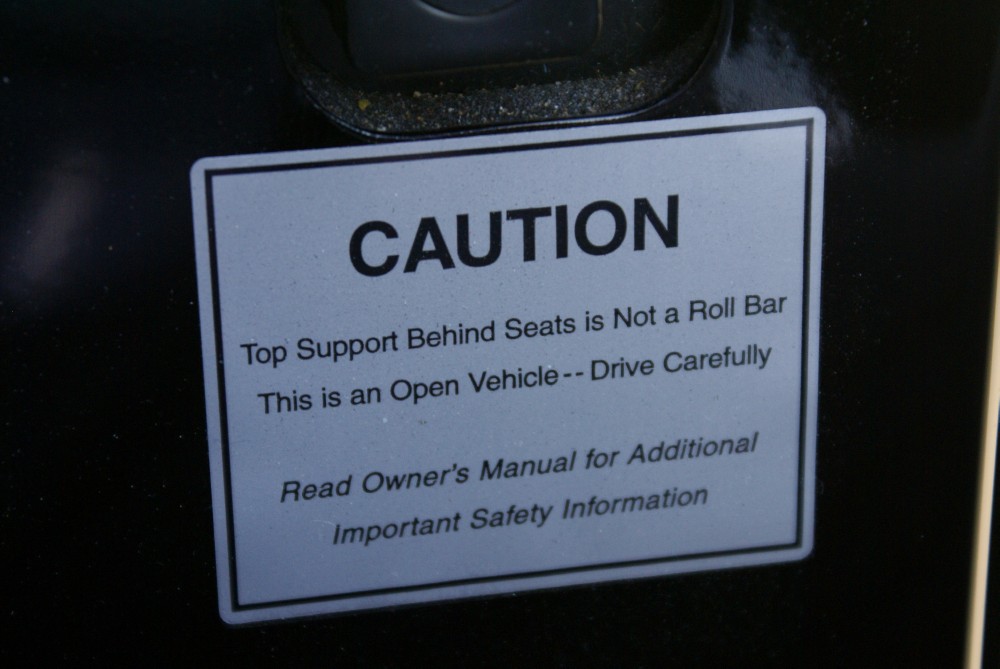 CAUTION
Top Support Behind Seats is Not a Roll Bar
This is an Open Vehicle -- Drive Carefully
Read Owner's Manual for Additional
Important Safety Information